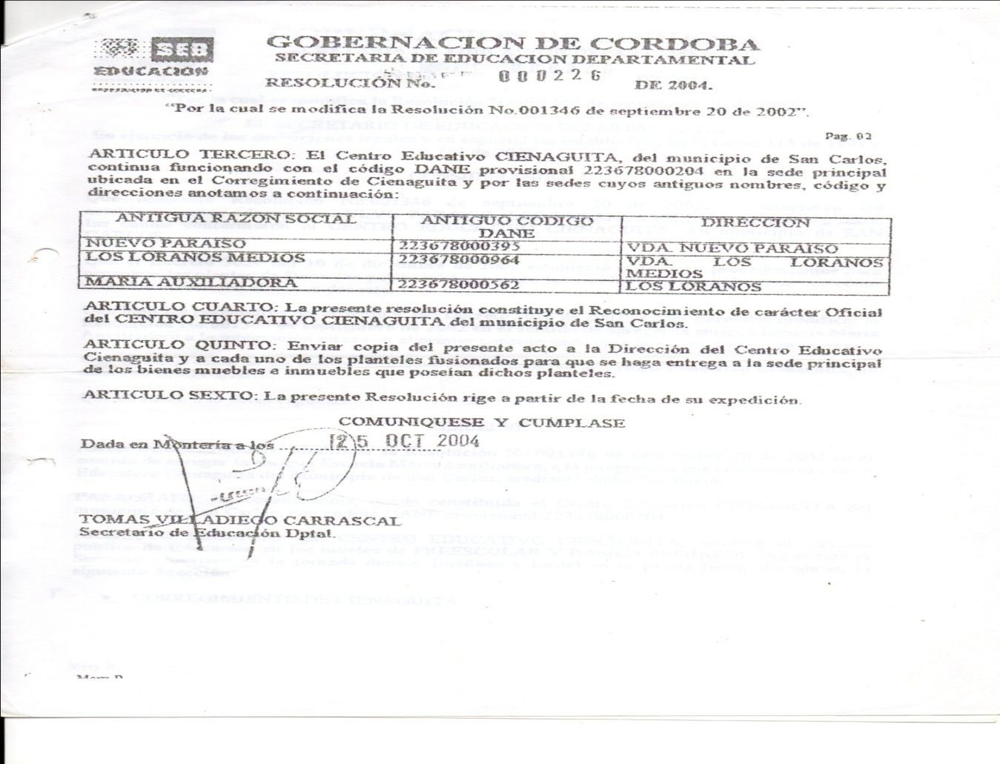 SEB
EDUCACION
GOBERNACION DE CORDOBA
SECRETARIA DE EDUCACION DEPARTAMENTAL
RESOLUCIÓN No. 000226 DE 2004.
“Por la cual se modifica la Resolución No.001346 de septiembre 20 de 2002”.
Pag. 02
ARTICULO TERCERO: El Centro Educativo CIENAGUITA, del municipio de San Carlos,
continua funcionando con el código DANE provisional 223678000204 en la sede principal
ubicada en el Corregimiento de Cienaguita y por las sedes cuyos antiguos nombres, código y
direcciones anotamos a continuación:
ANTIGUA RAZON SOCIAL ANTIGUO CODIGO DIRECCION
DANE
NUEVO PARAISO 223678000395 VDA. NUEVO PARAISO
LOS LORANOS MEDIOS 223678000964 VDA. LOS LORANOS
MEDIOS
MARIA AUXILIADORA 223678000562 LOS LORANOS
ARTICULO CUARTO: La presente resolución constituye el Reconocimiento de carácter Oficial
del CENTRO EDUCATIVO CIENAGUITA del municipio de San Carlos.
ARTICULO QUINTO: Enviar copia del presente acto a la Dirección del Centro Educativo
Cienaguita y a cada uno de los planteles fusionados para que se haga entrega a la sede principal
de los bienes muebles e inmuebles que poseían dichos planteles.
ARTICULO SEXTO: La presente Resolución rige a partir de la fecha de su expedición.
COMUNIQUESE Y CUMPLASE
Dada en Montería a los 25 OCT 2004
TOMAS VILLADIEGO CARRASCAL
Secretario de Educación Dptal.
CORREGIMIENTO DE CIENAGUITA